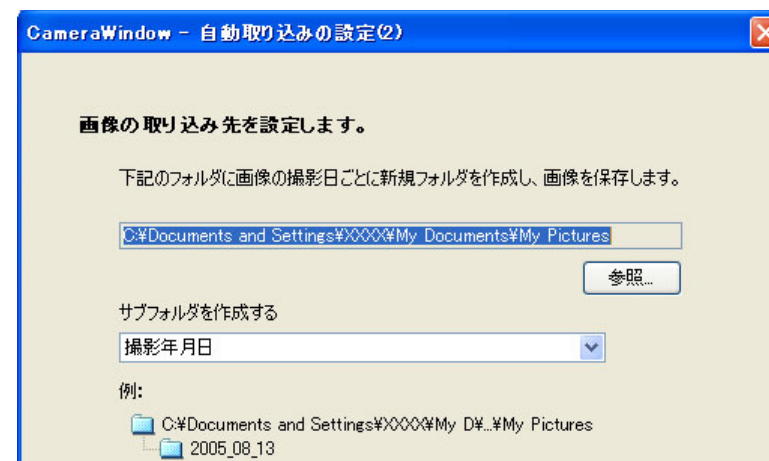 CameraWindow - 自動取り込みの設定(2)
画像の取り込み先を設定します。
下記のフォルダに画像の撮影日ごとに新規フォルダを作成し、画像を保存します。
C:¥Documents and Settings¥XXXX¥My Documents¥My Pictures
参照...
サブフォルダを作成する
撮影年月日
例:
C:¥Documents and Settings¥XXXX¥My D¥...¥My Pictures
2005_08_13